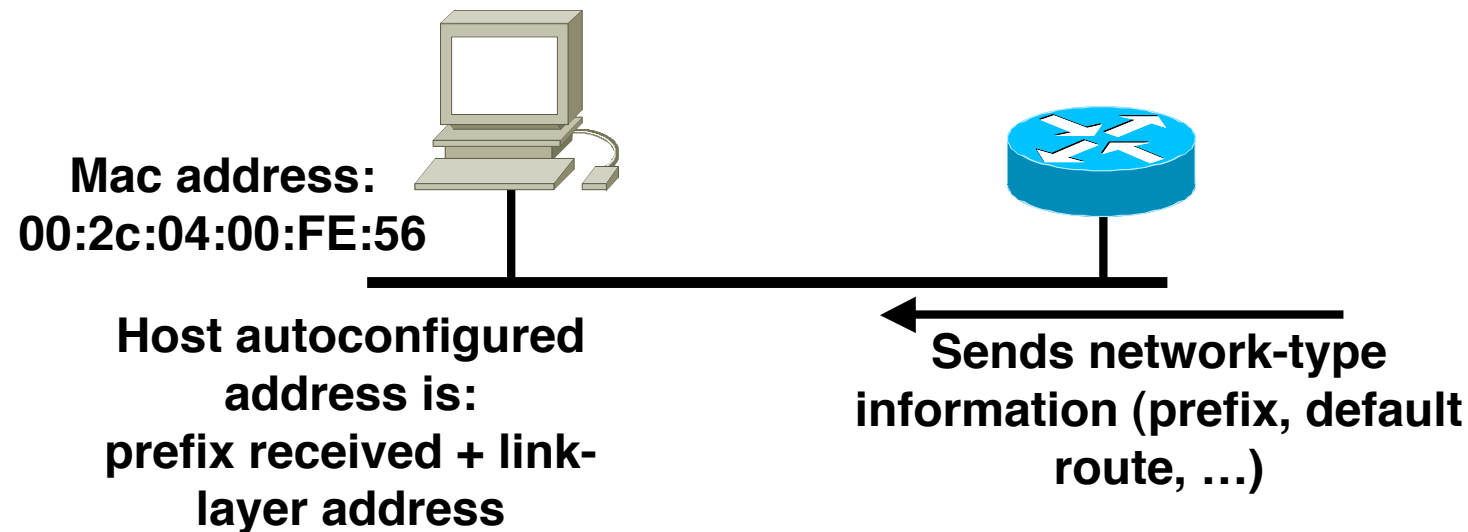 Mac address:
00:2c:04:00:FE:56
Host autoconfigured
address is:
prefix received + link-
layer address
Sends network-type
information (prefix, default
route, …)